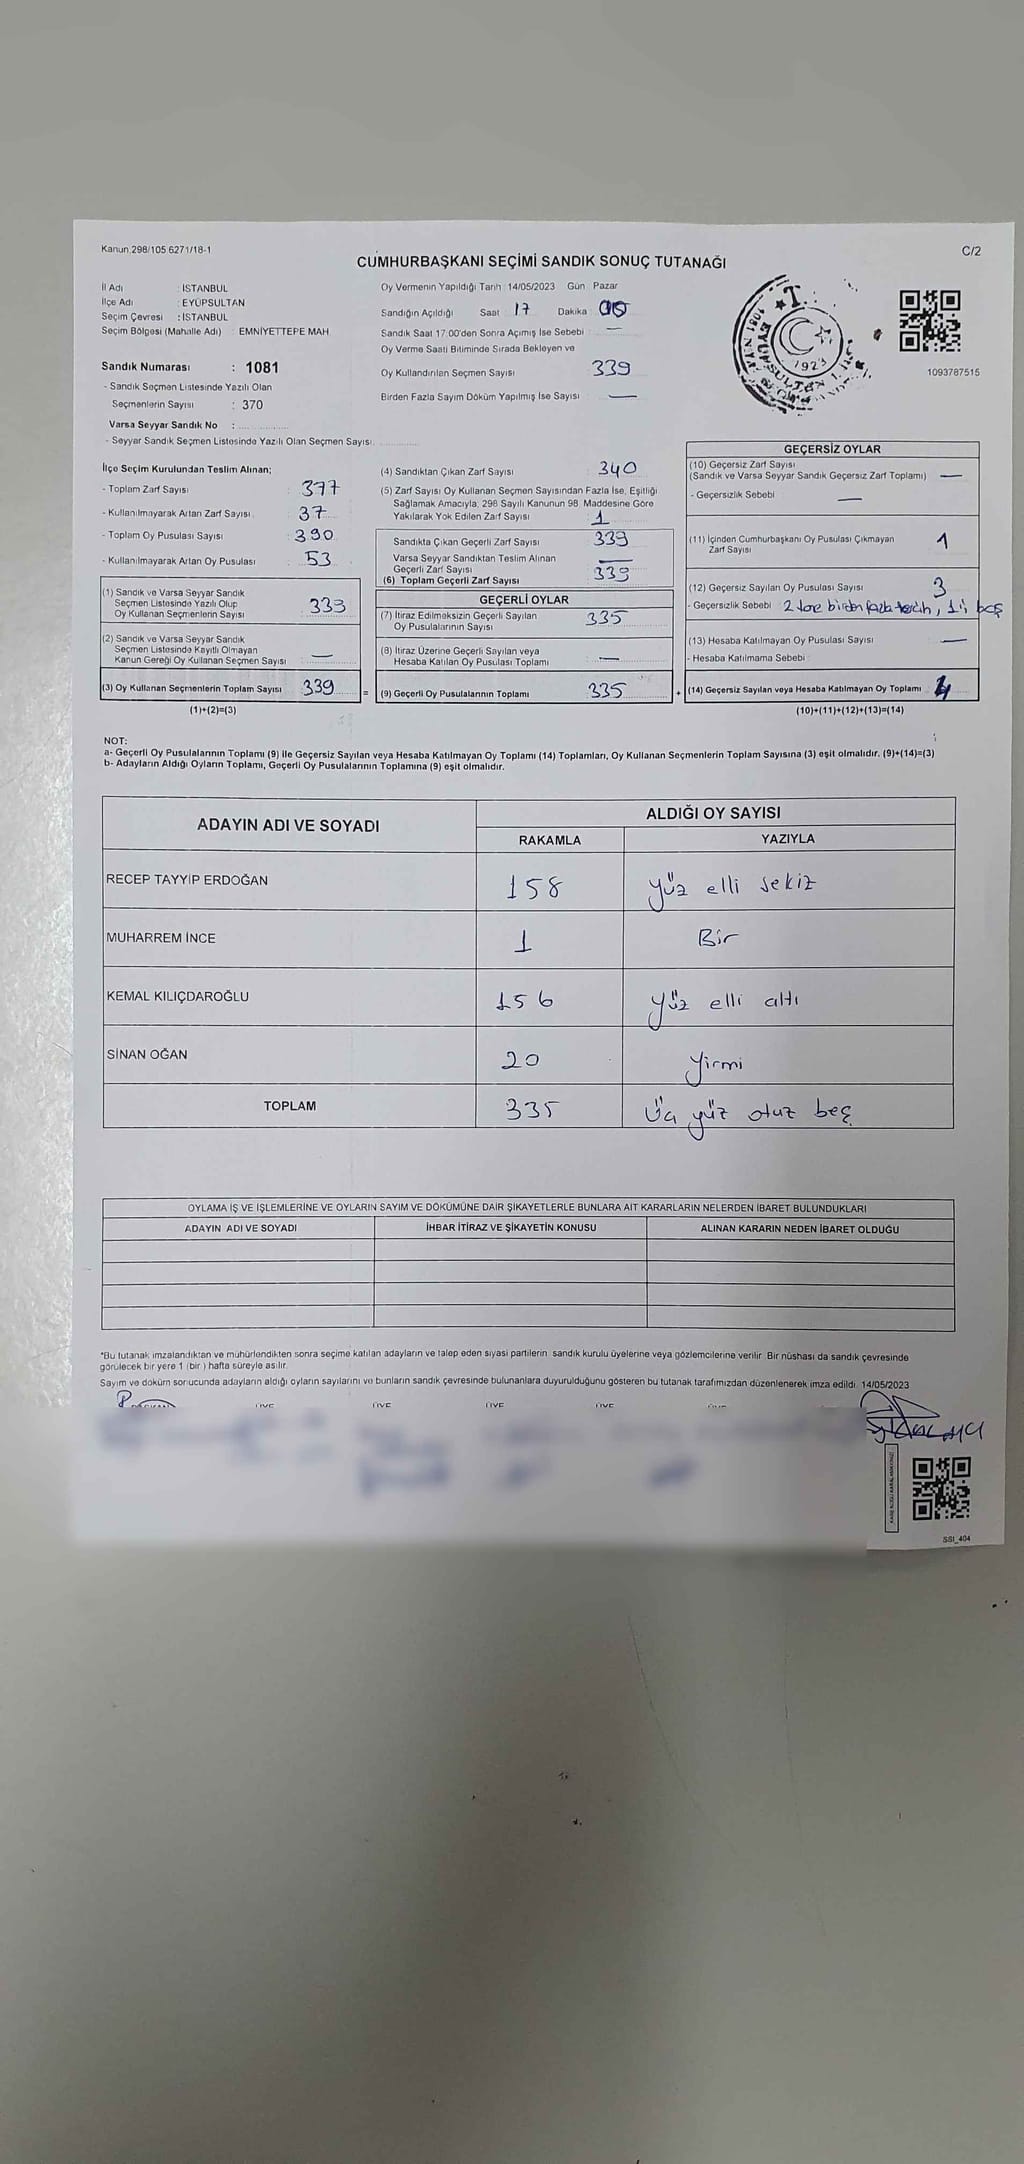 Kanun 298/105 6271/18-1
C/2
CUMHURBAŞKANI SEÇİMİ SANDIK SONUÇ TUTANAĞI
İl Adı : İSTANBUL
İlçe Adı : EYÜPSULTAN
Seçim Çevresi : İSTANBUL
Seçim Bölgesi (Mahalle Adı) : EMNİYETTEPE MAH.
Sandık Numarası : 1081
- Sandık Seçmen Listesinde Yazılı Olan
Seçmenlerin Sayısı : 370
Varsa Seyyar Sandık No :
- Seyyar Sandık Seçmen Listesinde Yazılı Olan Seçmen Sayısı:
Oy Vermenin Yapıldığı Tarih : 14/05/2023 Gün : Pazar
Sandığın Açıldığı Saat 17 Dakika
Sandık Saat 17:00'den Sonra Açımış İse Sebebi : —
Oy Verme Saati Bitiminde Sırada Bekleyen ve
Oy Kullandırılan Seçmen Sayısı 339
Birden Fazla Sayım Döküm Yapılmış İse Sayısı —
1923
1093787515
İlçe Seçim Kurulundan Teslim Alınan;
- Toplam Zarf Sayısı : 377
- Kullanılmayarak Artan Zarf Sayısı : 37
- Toplam Oy Pusulası Sayısı : 390
- Kullanılmayarak Artan Oy Pusulası : 53
(1) Sandık ve Varsa Seyyar Sandık
Seçmen Listesinde Yazılı Olup
Oy Kullanan Seçmenlerin Sayısı : 339
(2) Sandık ve Varsa Seyyar Sandık
Seçmen Listesinde Kayıtlı Olmayan
Kanun Gereği Oy Kullanan Seçmen Sayısı : —
(3) Oy Kullanan Seçmenlerin Toplam Sayısı : 339 =
(1)+(2)=(3)
(4) Sandıktan Çıkan Zarf Sayısı 340
(5) Zarf Sayısı Oy Kullanan Seçmen Sayısından Fazla İse, Eşitliği
Sağlamak Amacıyla, 298 Sayılı Kanunun 98. Maddesine Göre
Yakılarak Yok Edilen Zarf Sayısı : 1
Sandıkta Çıkan Geçerli Zarf Sayısı : 339
Varsa Seyyar Sandıktan Teslim Alınan
Geçerli Zarf Sayısı : —
(6) Toplam Geçerli Zarf Sayısı : 339
GEÇERLİ OYLAR
(7) İtiraz Edilmeksizin Geçerli Sayılan
Oy Pusulalarının Sayısı : 335
(8) İtiraz Üzerine Geçerli Sayılan veya
Hesaba Katılan Oy Pusulası Toplamı : —
(9) Geçerli Oy Pusulalarının Toplamı : 335 +
GEÇERSİZ OYLAR
(10) Geçersiz Zarf Sayısı
(Sandık ve Varsa Seyyar Sandık Geçersiz Zarf Toplamı) : —
- Geçersizlik Sebebi : —
(11) İçinden Cumhurbaşkanı Oy Pusulası Çıkmayan
Zarf Sayısı : 1
(12) Geçersiz Sayılan Oy Pusulası Sayısı : 3
- Geçersizlik Sebebi : 2 tane birden fazla tercih, 1'i boş
(13) Hesaba Katılmayan Oy Pusulası Sayısı : —
- Hesaba Katılmama Sebebi :
(14) Geçersiz Sayılan veya Hesaba Katılmayan Oy Toplamı : 4
(10)+(11)+(12)+(13)=(14)
NOT:
a- Geçerli Oy Pusulalarının Toplamı (9) ile Geçersiz Sayılan veya Hesaba Katılmayan Oy Toplamı (14) Toplamları, Oy Kullanan Seçmenlerin Toplam Sayısına (3) eşit olmalıdır. (9)+(14)=(3)
b- Adayların Aldığı Oyların Toplamı, Geçerli Oy Pusulalarının Toplamına (9) eşit olmalıdır.
ADAYIN ADI VE SOYADI
ALDIĞI OY SAYISI
RAKAMLA YAZIYLA
RECEP TAYYİP ERDOĞAN 158 yüz elli sekiz
MUHARREM İNCE 1 Bir
KEMAL KILIÇDAROĞLU 156 yüz elli altı
SİNAN OĞAN 20 yirmi
TOPLAM 335 üç yüz otuz beş
OYLAMA İŞ VE İŞLEMLERİNE VE OYLARIN SAYIM VE DÖKÜMÜNE DAİR ŞİKAYETLERLE BUNLARA AİT KARARLARIN NELERDEN İBARET BULUNDUKLARI
ADAYIN ADI VE SOYADI İHBAR İTİRAZ VE ŞİKAYETİN KONUSU ALINAN KARARIN NEDEN İBARET OLDUĞU
*Bu tutanak imzalandıktan ve mühürlendikten sonra seçime katılan adayların ve talep eden siyasi partilerin sandık kurulu üyelerine veya gözlemcilerine verilir. Bir nüshası da sandık çevresinde
görülecek bir yere 1 (bir ) hafta süreyle asılır.
Sayım ve döküm sonucunda adayların aldığı oyların sayılarını ve bunların sandık çevresinde bulunanlara duyurulduğunu gösteren bu tutanak tarafımızdan düzenlenerek imza edildi. 14/05/2023
ÜYE ÜYE ÜYE ÜYE
SSI_404